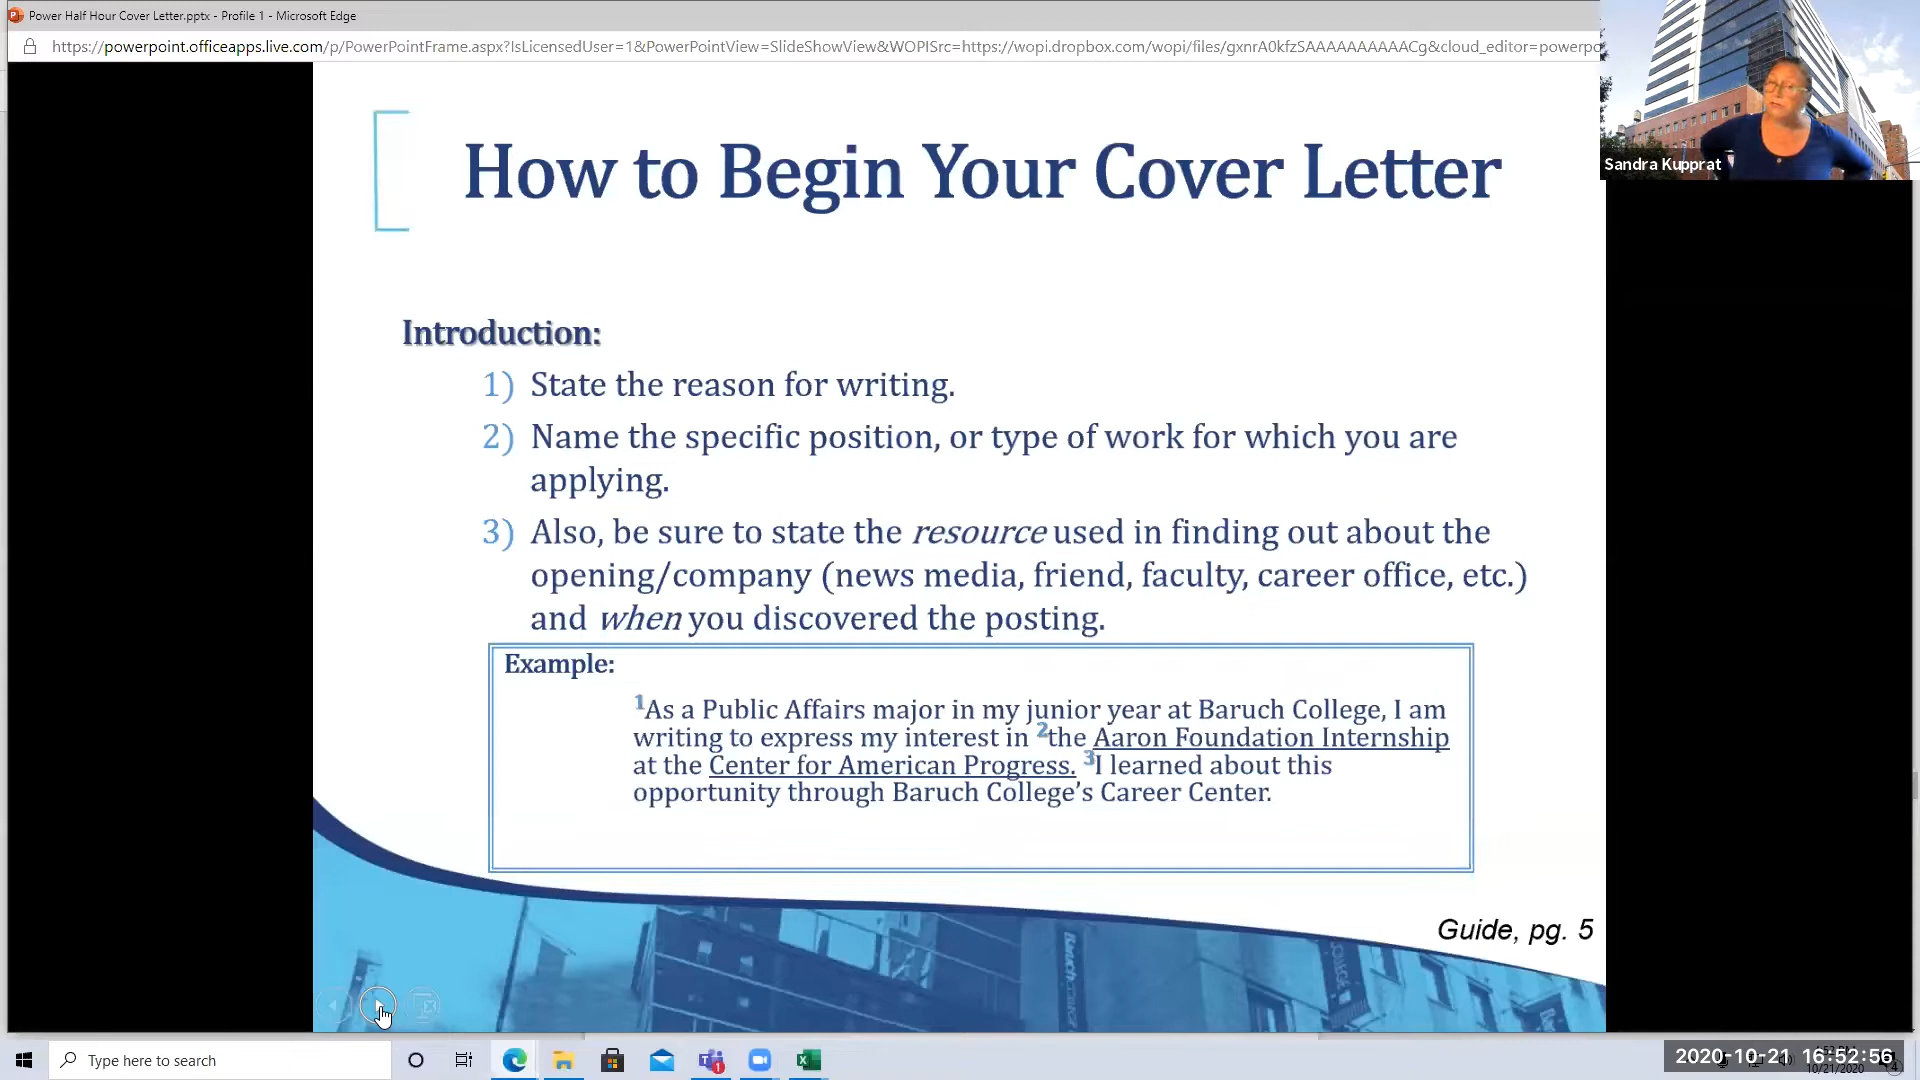 Power Half Hour Cover Letter.pptx - Profile 1 - Microsoft Edge
https://powerpoint.officeapps.live.com/p/PowerPointFrame.aspx?IsLicensedUser=1&PowerPointView=SlideShowView&WOPISrc=https://wopi.dropbox.com/wopi/files/gxnrA0kfzSAAAAAAAAAACg&cloud_editor=powerpo
Sandra Kupprat
How to Begin Your Cover Letter
Introduction:
1) State the reason for writing.
2) Name the specific position, or type of work for which you are
applying.
3) Also, be sure to state the resource used in finding out about the
opening/company (news media, friend, faculty, career office, etc.)
and when you discovered the posting.
Example:
1As a Public Affairs major in my junior year at Baruch College, I am
writing to express my interest in 2the Aaron Foundation Internship
at the Center for American Progress. 3I learned about this
opportunity through Baruch College's Career Center.
Guide, pg. 5
Baruch
Type here to search
1
2020-10-21 16:52:56
10/21/2020